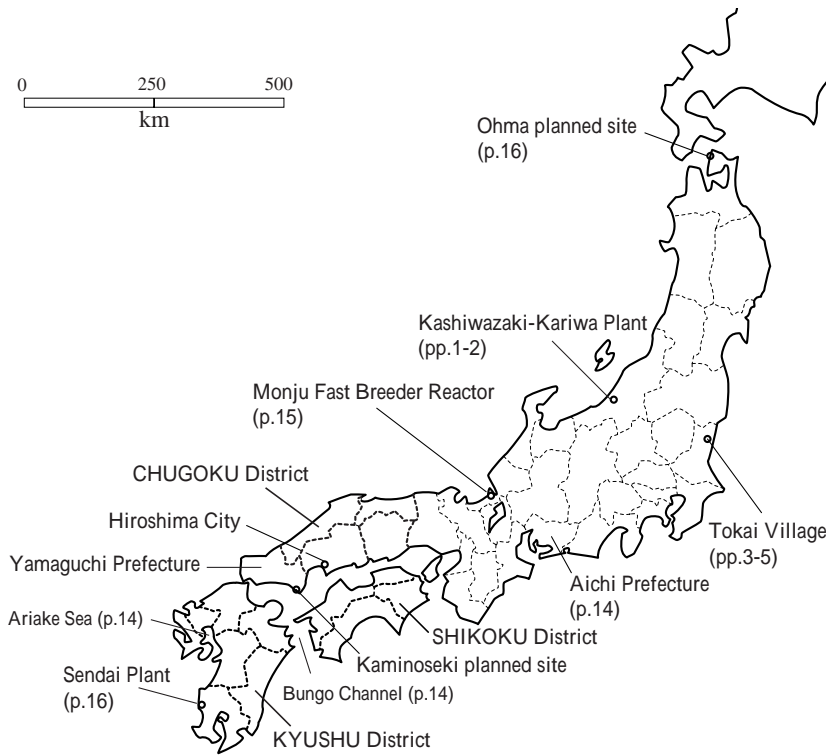 0 250 500
km
Ohma planned site
(p.16)
Kashiwazaki-Kariwa Plant
(pp.1-2)
Monju Fast Breeder Reactor
(p.15)
CHUGOKU District
Hiroshima City
Yamaguchi Prefecture
Ariake Sea (p.14)
Sendai Plant
(p.16)
Tokai Village
(pp.3-5)
Aichi Prefecture
(p.14)
SHIKOKU District
Kaminoseki planned site
Bungo Channel (p.14)
KYUSHU District